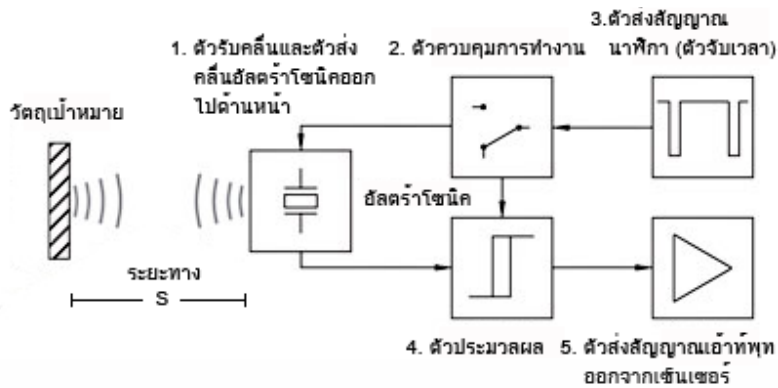 3.ตัวส่งสัญญาณ
นาฬิกา (ตัวจับเวลา)
1. ตัวรับคลื่นและตัวส่ง
คลื่นอัลตร้าโซนิคออก
ไปด้านหน้า
2. ตัวควบคุมการทำงาน
วัตถุเป้าหมาย
อัลตร้าโซนิค
ระยะทาง
S
4. ตัวประมวลผล
5. ตัวส่งสัญญาณเอ้าท์พุท
ออกจากเซ็นเซอร์